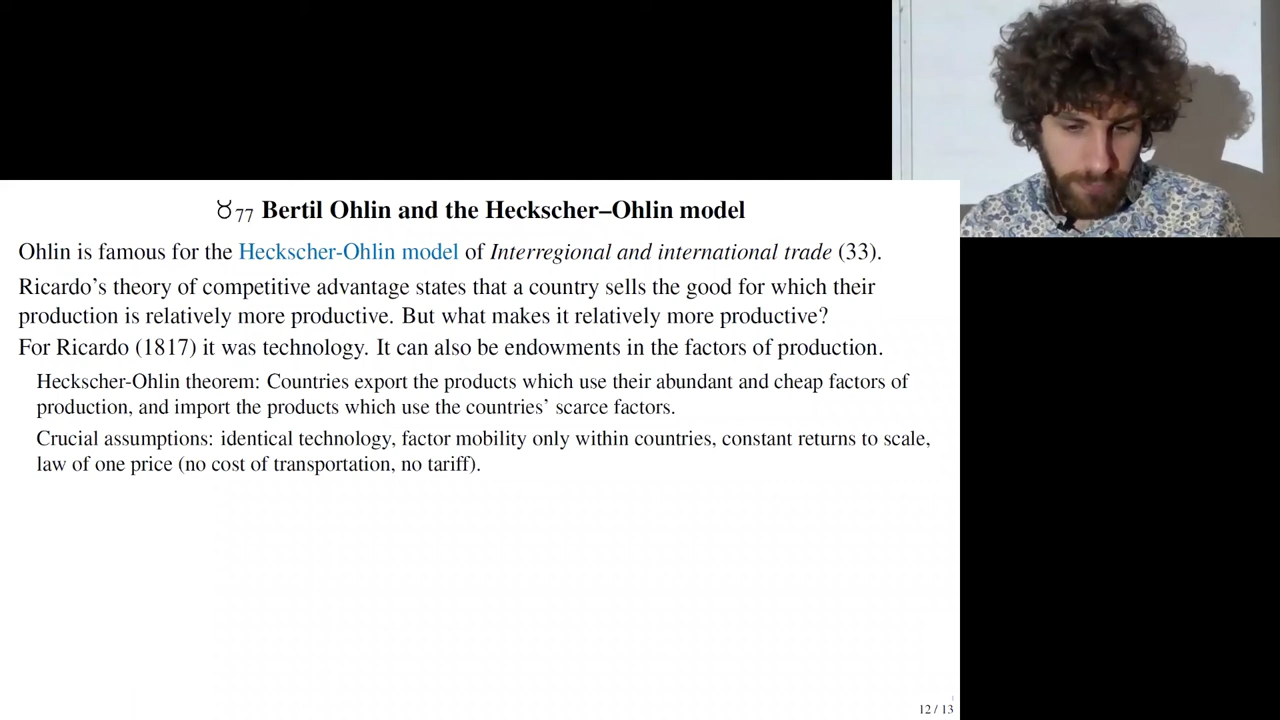 ♉77 Bertil Ohlin and the Heckscher–Ohlin model
Ohlin is famous for the Heckscher-Ohlin model of Interregional and international trade (33).
Ricardo's theory of competitive advantage states that a country sells the good for which their
production is relatively more productive. But what makes it relatively more productive?
For Ricardo (1817) it was technology. It can also be endowments in the factors of production.
Heckscher-Ohlin theorem: Countries export the products which use their abundant and cheap factors of
production, and import the products which use the countries' scarce factors.
Crucial assumptions: identical technology, factor mobility only within countries, constant returns to scale,
law of one price (no cost of transportation, no tariff).
12 / 13